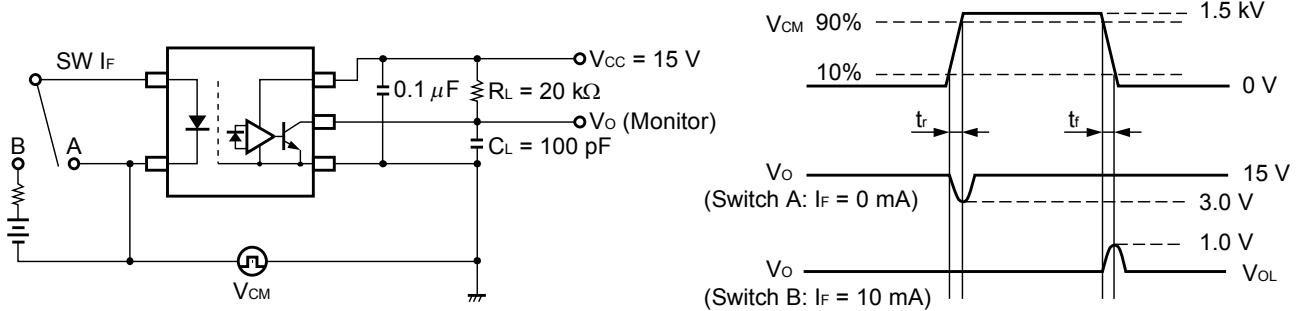 SW IF
B
A
VCM
0.1 μF
RL = 20 kΩ
CL = 100 pF
VCC = 15 V
VO (Monitor)
VCM 90%
10%
1.5 kV
0 V
tr
tf
VO
(Switch A: IF = 0 mA)
15 V
3.0 V
1.0 V
VO
(Switch B: IF = 10 mA)
VOL